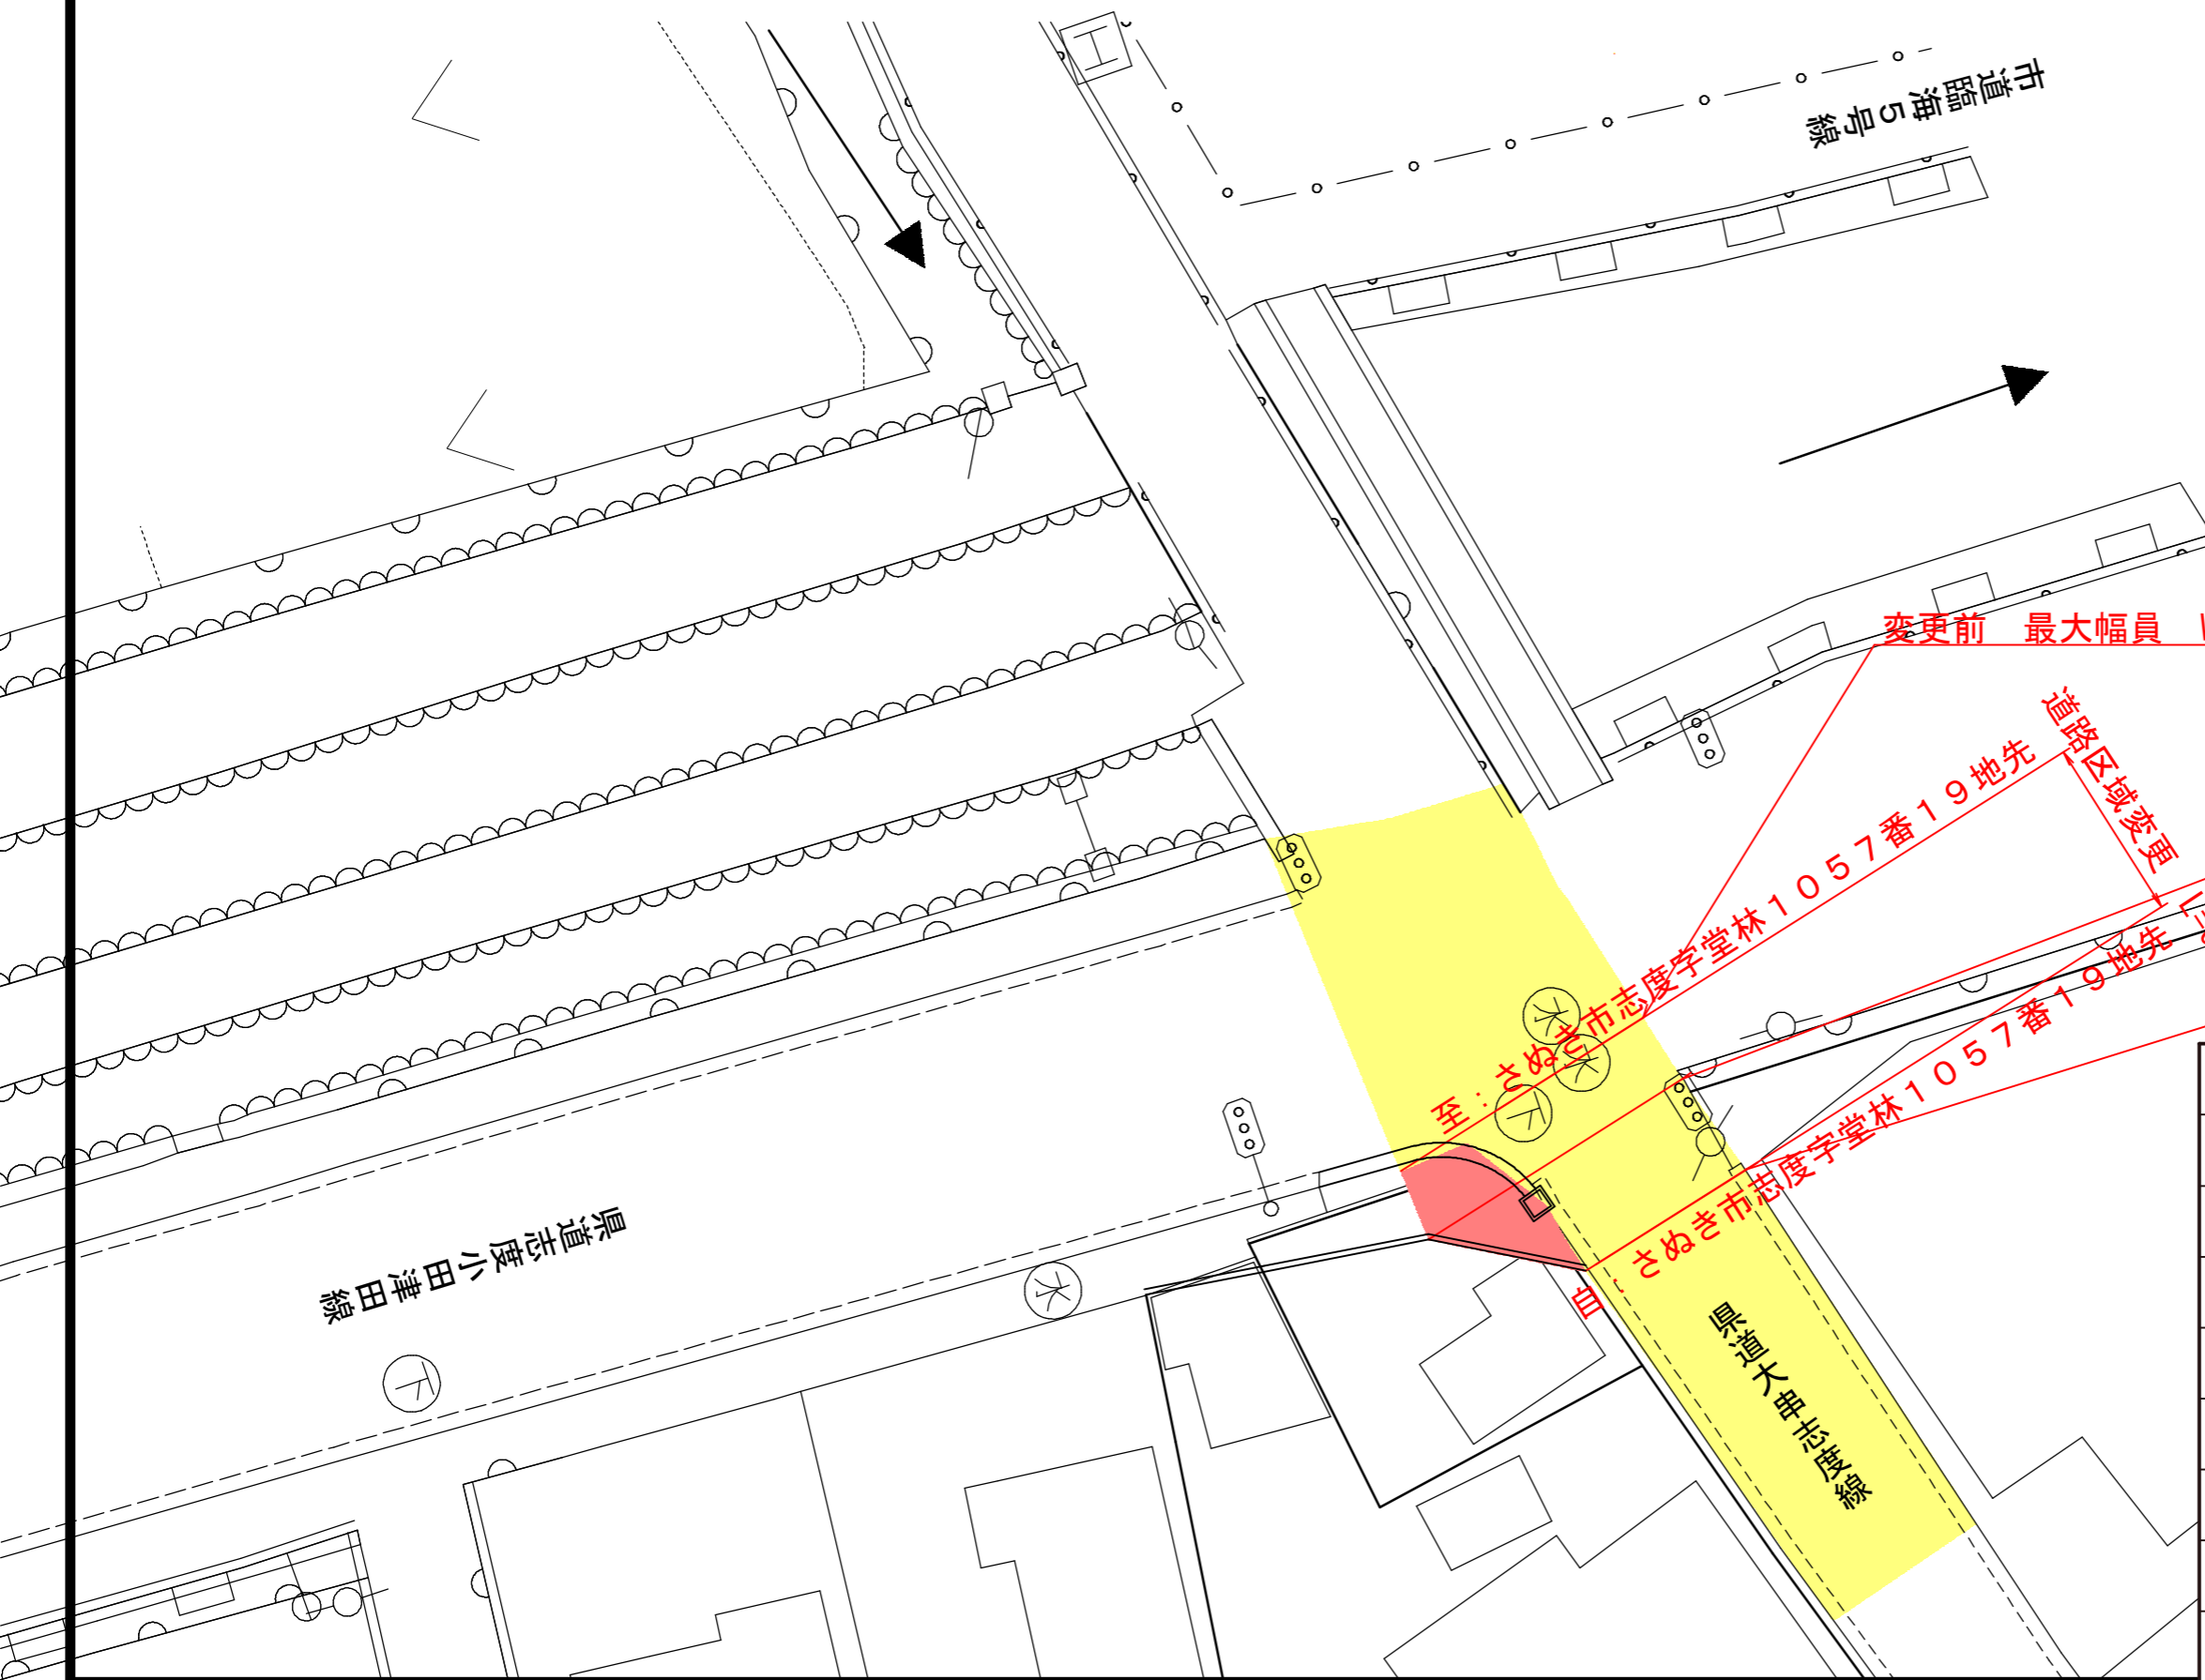 市道臨海5号線
変更前　最大幅員
道路区域変更
至：さぬき市志度字堂林１０５７番１９地先
自：さぬき市志度字堂林１０５７番１９地先
県道志度小田津田線
県道大串志度線